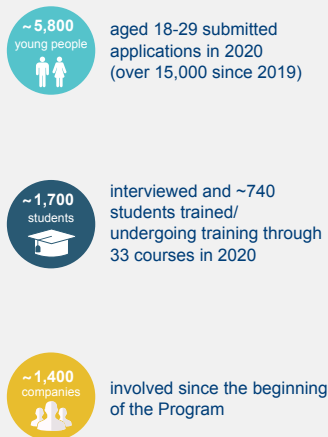 ~5,800
young people
aged 18-29 submitted
applications in 2020
(over 15,000 since 2019)
~1,700
students
interviewed and ~740
students trained/
undergoing training through
33 courses in 2020
~1,400
companies
involved since the beginning
of the Program